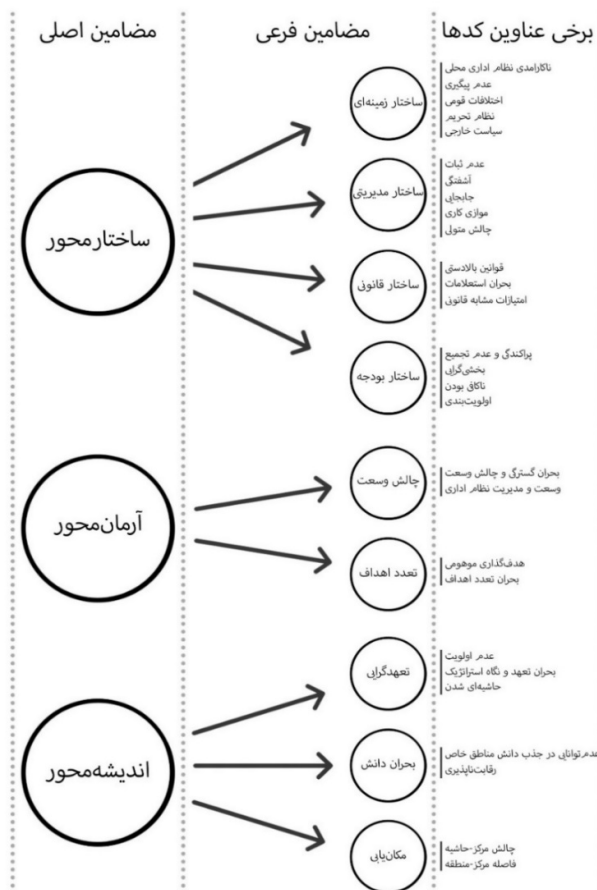 مضامین اصلی
مضامین فرعی
برخی عناوین کدها
ساختارمحور
ساختار زمینه‌ای
ناکارامدی نظام اداری محلی
عدم پیگیری
اختلافات قومی
نظام تحریم
سیاست خارجی
ساختار مدیریتی
عدم ثبات
آشفتگی
جابجایی
موازی کاری
چالش متولی
ساختار قانونی
قوانین بالادستی
بحران استعلامات
امتیازات مشابه قانونی
ساختار بودجه
پراکندگی و عدم تجمیع
بخشی‌گرایی
ناکافی بودن
اولویت‌بندی
آرمان‌محور
چالش وسعت
بحران گسترگی و چالش وسعت
وسعت و مدیریت نظام اداری
تعدد اهداف
هدف‌گذاری موهومی
بحران تعدد اهداف
اندیشه‌محور
تعهدگرایی
عدم اولویت
بحران تعهد و نگاه استراتژیک
حاشیه‌ای شدن
بحران دانش
عدم‌توانایی در جذب دانش مناطق خاص
رقابت‌ناپذیری
مکان‌یابی
چالش مرکز-حاشیه
فاصله مرکز-منطقه